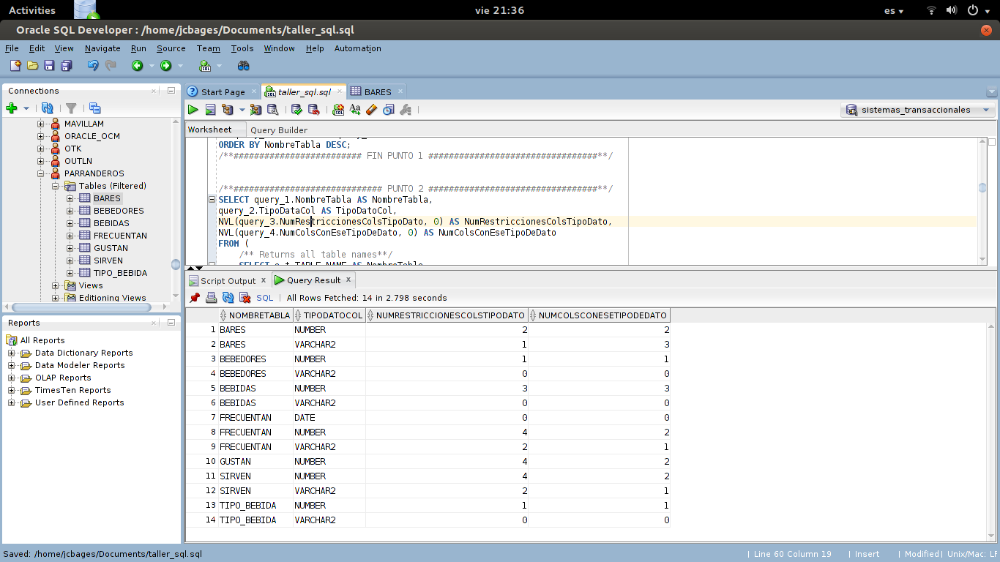 Activities
vie 21:36
es
Oracle SQL Developer : /home/jcbages/Documents/taller_sql.sql
File Edit View Navigate Run Source Team Tools Window Help Automation
Connections
MAVILLAM
ORACLE_OCM
OTK
OUTLN
PARRANDEROS
Tables (Filtered)
BARES
BEBEDORES
BEBIDAS
FRECUENTAN
GUSTAN
SIRVEN
TIPO_BEBIDA
Views
Editioning Views
Reports
All Reports
Data Dictionary Reports
Data Modeler Reports
OLAP Reports
TimesTen Reports
User Defined Reports
Start Page
taller_sql.sql
BARES
sistemas_transaccionales
Worksheet Query Builder
ORDER BY NombreTabla DESC;
/**######################### FIN PUNTO 1 #################################**/
/**############################# PUNTO 2 #################################**/
SELECT query_1.NombreTabla AS NombreTabla,
query_2.TipoDataCol AS TipoDatoCol,
NVL(query_3.NumRestriccionesColsTipoDato, 0) AS NumRestriccionesColsTipoDato,
NVL(query_4.NumColsConEseTipoDeDato, 0) AS NumColsConEseTipoDeDato
FROM (
/** Returns all table names**/
Script Output x
Query Result x
SQL | All Rows Fetched: 14 in 2.798 seconds
NOMBRETABLA TIPODATOCOL NUMRESTRICCIONESCOLSTIPODATO NUMCOLSCONESETIPODEDATO
1 BARES NUMBER 2 2
2 BARES VARCHAR2 1 3
3 BEBEDORES NUMBER 1 1
4 BEBEDORES VARCHAR2 0 0
5 BEBIDAS NUMBER 3 3
6 BEBIDAS VARCHAR2 0 0
7 FRECUENTAN DATE 0 0
8 FRECUENTAN NUMBER 4 2
9 FRECUENTAN VARCHAR2 2 1
10 GUSTAN NUMBER 4 2
11 SIRVEN NUMBER 4 2
12 SIRVEN VARCHAR2 2 1
13 TIPO_BEBIDA NUMBER 1 1
14 TIPO_BEBIDA VARCHAR2 0 0
Saved: /home/jcbages/Documents/taller_sql.sql
| Line 60 Column 19 | Insert | Modified | Unix/Mac: LF